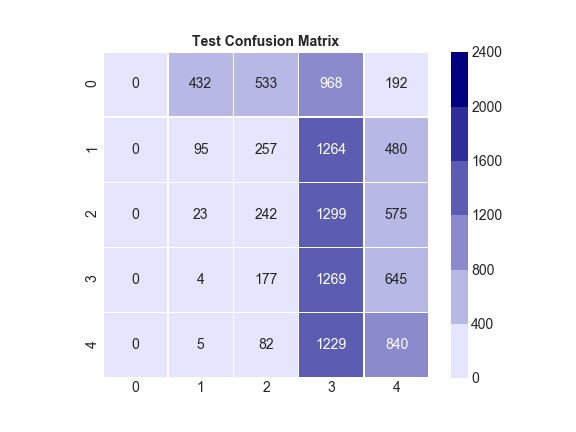 Test Confusion Matrix
0 0 432 533 968 192
1 0 95 257 1264 480
2 0 23 242 1299 575
3 0 4 177 1269 645
4 0 5 82 1229 840
0 1 2 3 4
2400
2000
1600
1200
800
400
0